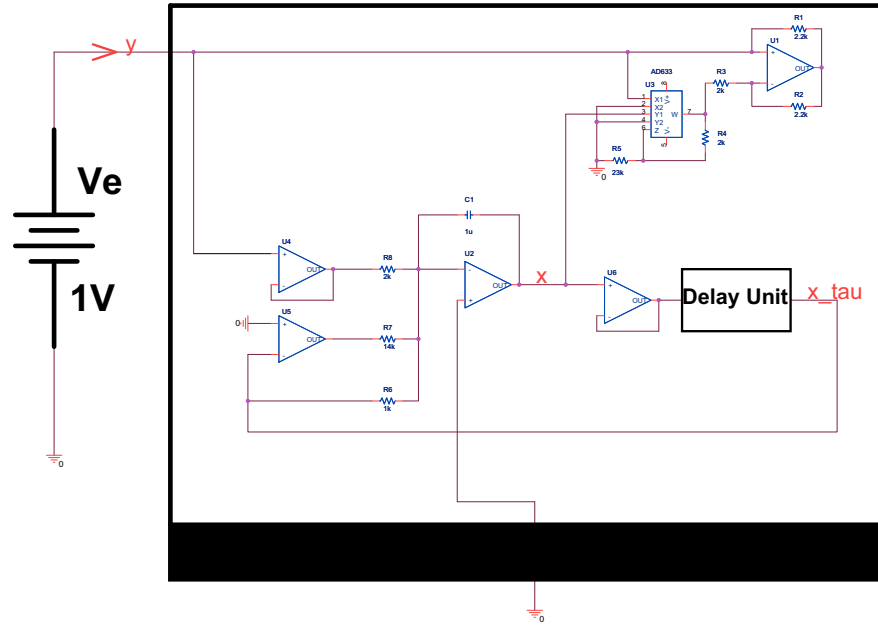 Ve
1V
0
y
R1
2.2k
U1
+
OUT
-
R2
2.2k
R3
2k
AD633
U3
8
1
X1
V+
2
X2
3
Y1
W
7
4
Y2
6
Z
V-
5
R4
2k
R5
23k
0
C1
1u
U4
+
OUT
-
R8
2k
U2
-
OUT
+
x
U6
+
OUT
-
Delay Unit
x_tau
U5
0
+
OUT
-
R7
14k
R6
1k
0